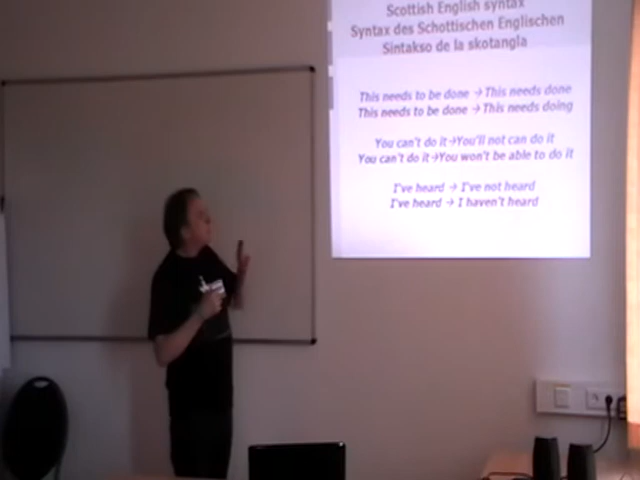 Scottish English syntax
Syntax des Schottischen Englischen
Sintakso de la skotangla
This needs to be done → This needs done
This needs to be done → This needs doing
You can't do it→You'll not can do it
You can't do it→You won't be able to do it
I've heard → I've not heard
I've heard → I haven't heard